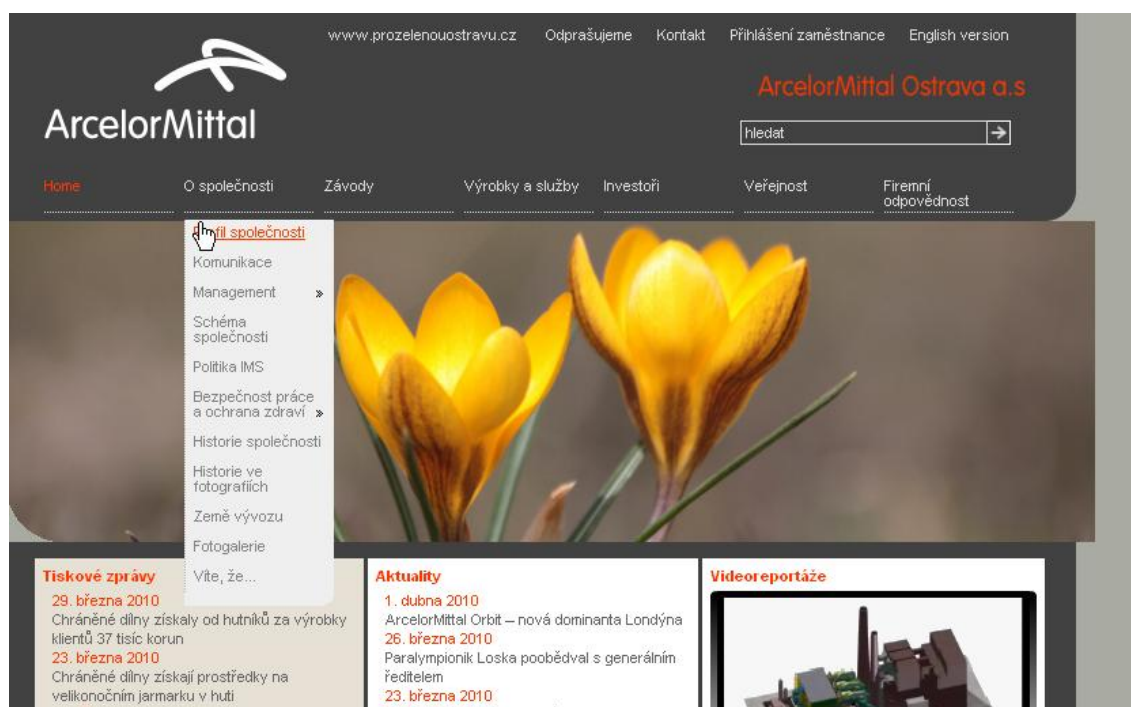 www.prozelenouostravu.cz Odprašujeme Kontakt Přihlášení zaměstnance English version
ArcelorMittal Ostrava a.s
ArcelorMittal
hledat
Home O společnosti Závody Výrobky a služby Investoři Veřejnost Firemní
odpovědnost
společnosti
Komunikace
Management »
Schéma
společnosti
Politika IMS
Bezpečnost práce
a ochrana zdraví »
Historie společnosti
Historie ve
fotografiích
Země vývozu
Fotogalerie
Víte, že...
Tiskové zprávy
29. března 2010
Chráněné dílny získaly od hutníků za výrobky
klientů 37 tisíc korun
23. března 2010
Chráněné dílny získají prostředky na
velikonočním jarmarku v huti
Aktuality
1. dubna 2010
ArcelorMittal Orbit – nová dominanta Londýna
26. března 2010
Paralympionik Loska poobědval s generálním
ředitelem
23. března 2010
Videoreportáže